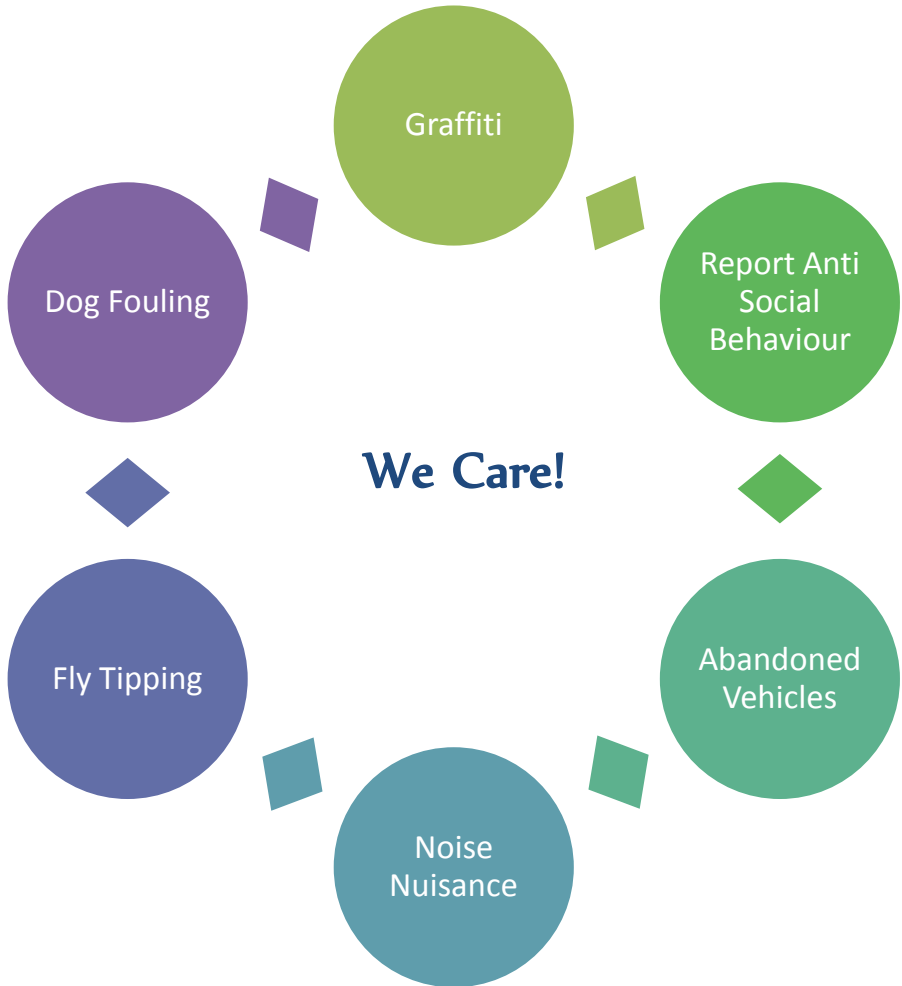 Graffiti
Dog Fouling
Report Anti
Social
Behaviour
We Care!
Fly Tipping
Abandoned
Vehicles
Noise
Nuisance